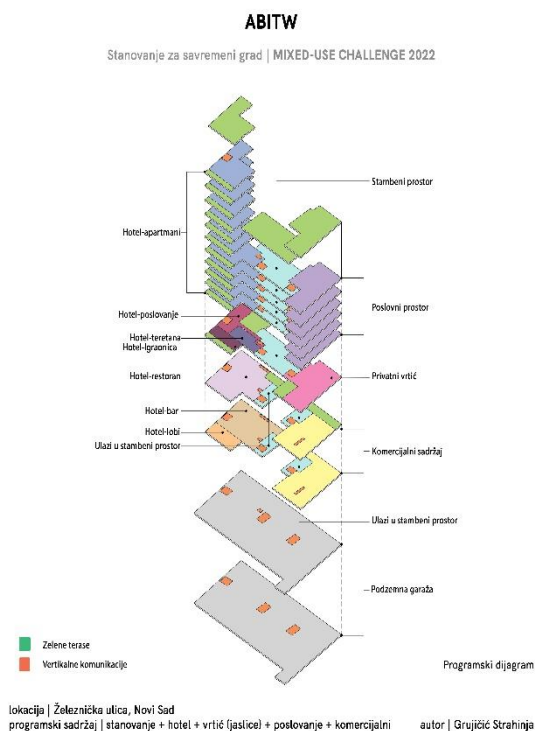 ABITW
Stanovanje za savremeni grad | MIXED-USE CHALLENGE 2022
Stambeni prostor
Hotel-apartmani
Poslovni prostor
Hotel-poslovanje
Hotel-teretana
Hotel-Igraonica
Hotel-restoran
Privatni vrtić
Hotel-bar
Hotel-lobi
Ulazi u stambeni prostor
Komercijalni sadržaj
Ulazi u stambeni prostor
Podzemna garaža
Zelene terase
Vertikalne komunikacije
Programski dijagram
lokacija | Železnička ulica, Novi Sad
programski sadržaj | stanovanje + hotel + vrtić (jaslice) + poslovanje + komercijalni
autor | Grujičić Strahinja